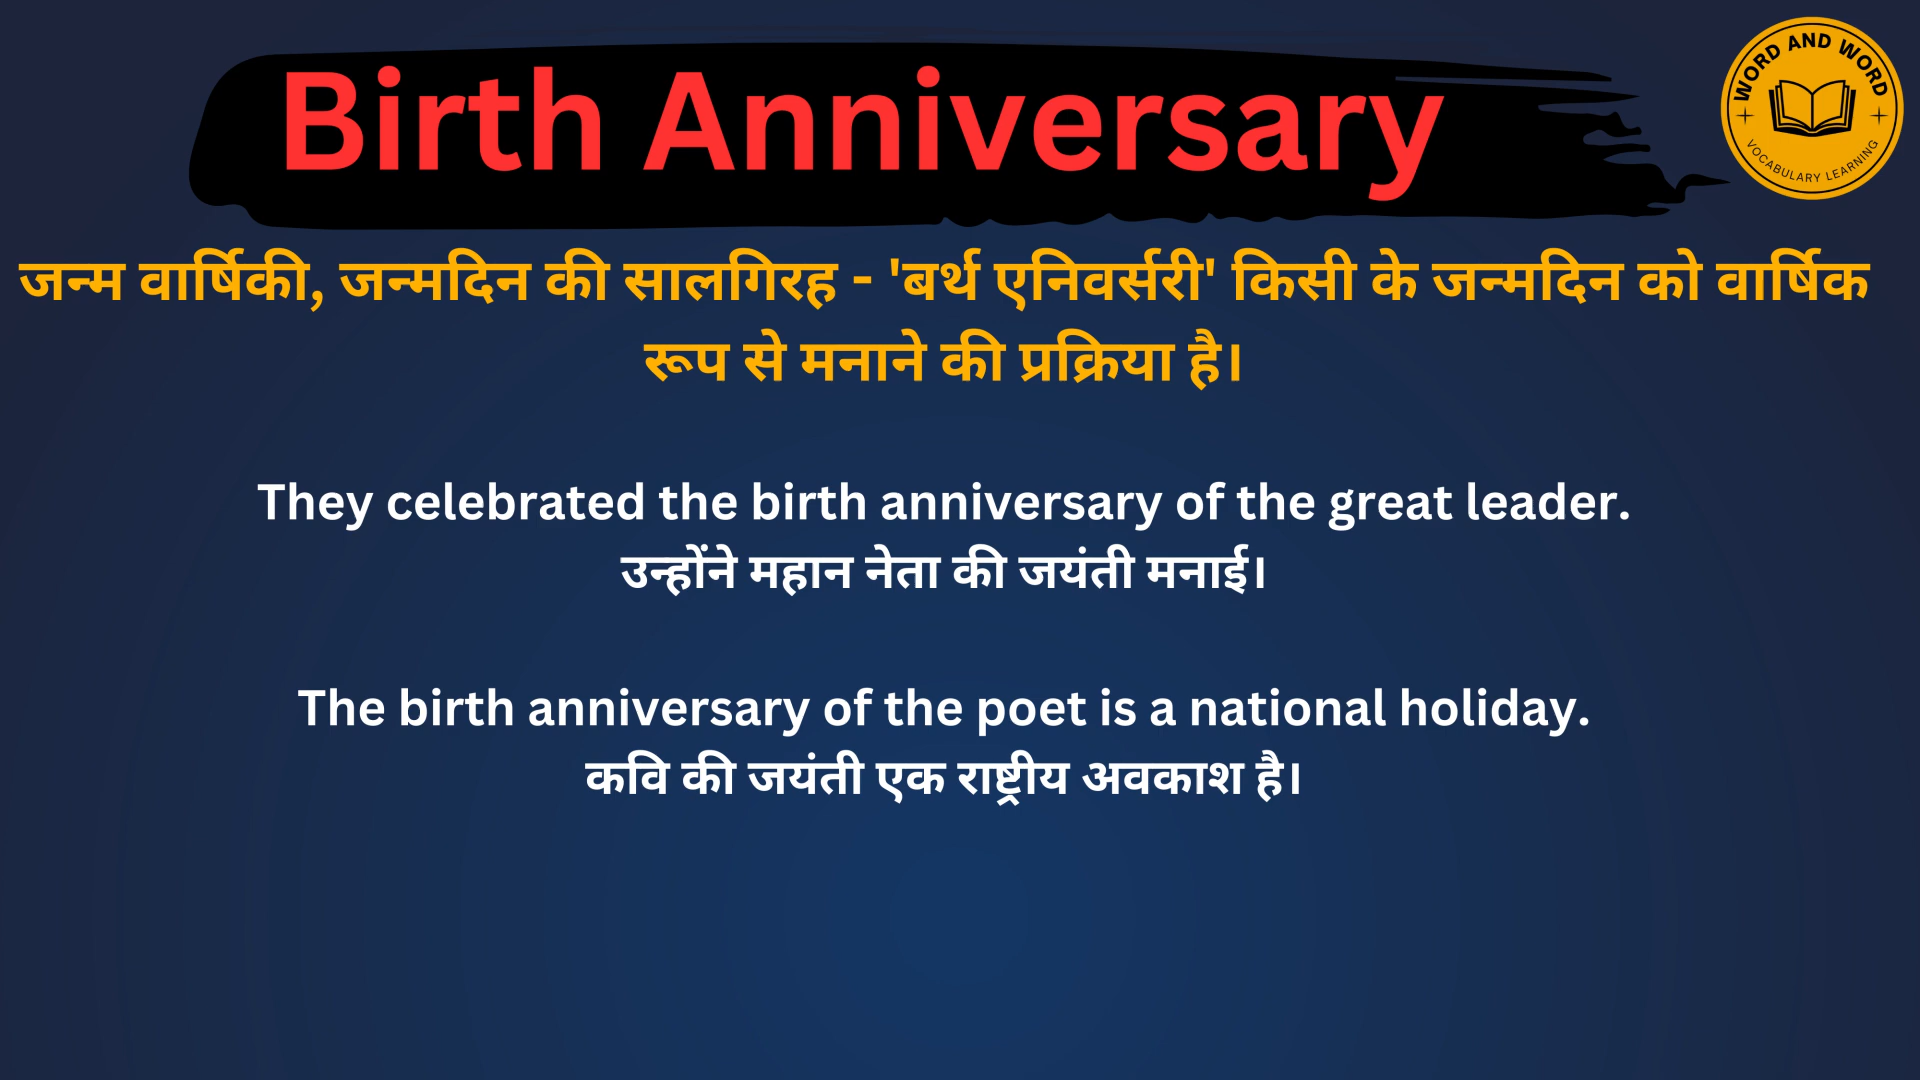 Birth Anniversary
WORD AND WORD
VOCABULARY LEARNING
जन्म वार्षिकी, जन्मदिन की सालगिरह - 'बर्थ एनिवर्सरी' किसी के जन्मदिन को वार्षिक
रूप से मनाने की प्रक्रिया है।
They celebrated the birth anniversary of the great leader.
उन्होंने महान नेता की जयंती मनाई।
The birth anniversary of the poet is a national holiday.
कवि की जयंती एक राष्ट्रीय अवकाश है।